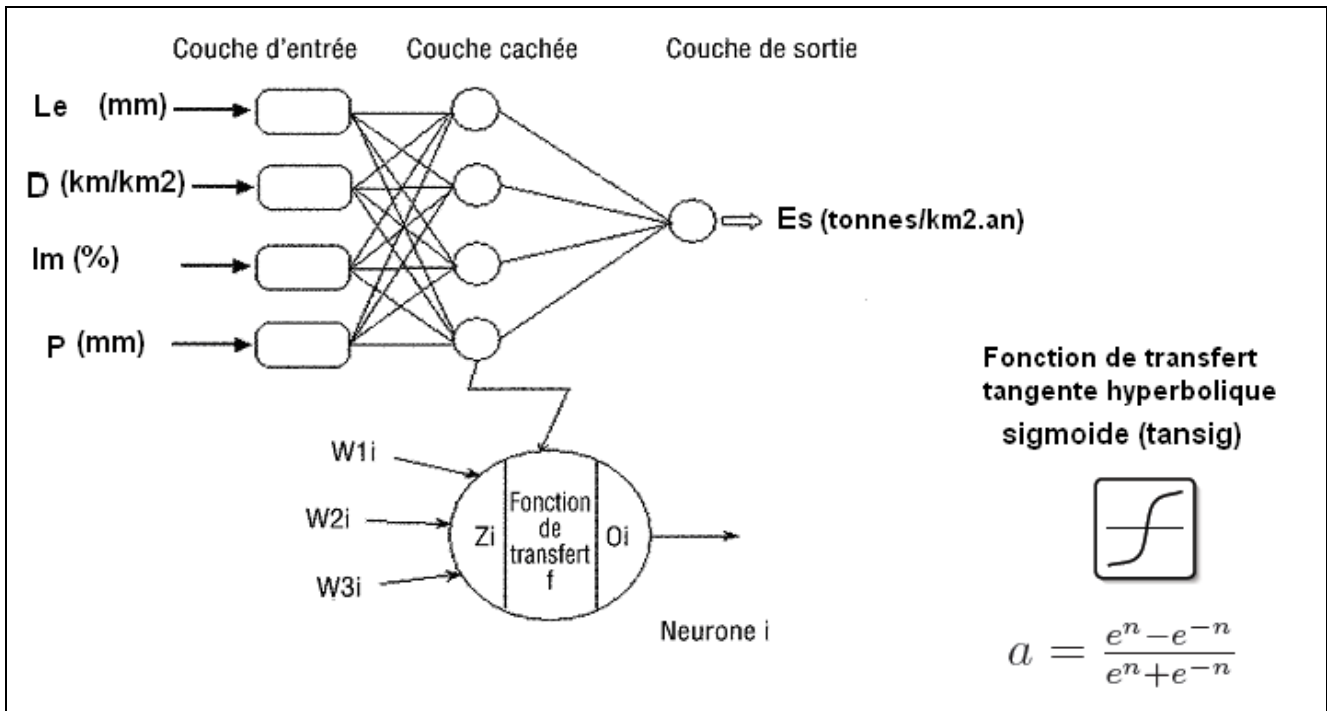 Couche d'entrée Couche cachée Couche de sortie
Le (mm)
D (km/km2)
Im (%)
P (mm)
Es (tonnes/km2.an)
Fonction de transfert
tangente hyperbolique
sigmoide (tansig)
W1i
W2i
W3i
Zi
Fonction
de
transfert
f
Oi
Neurone i
a = \frac{e^n - e^{-n}}{e^n + e^{-n}}